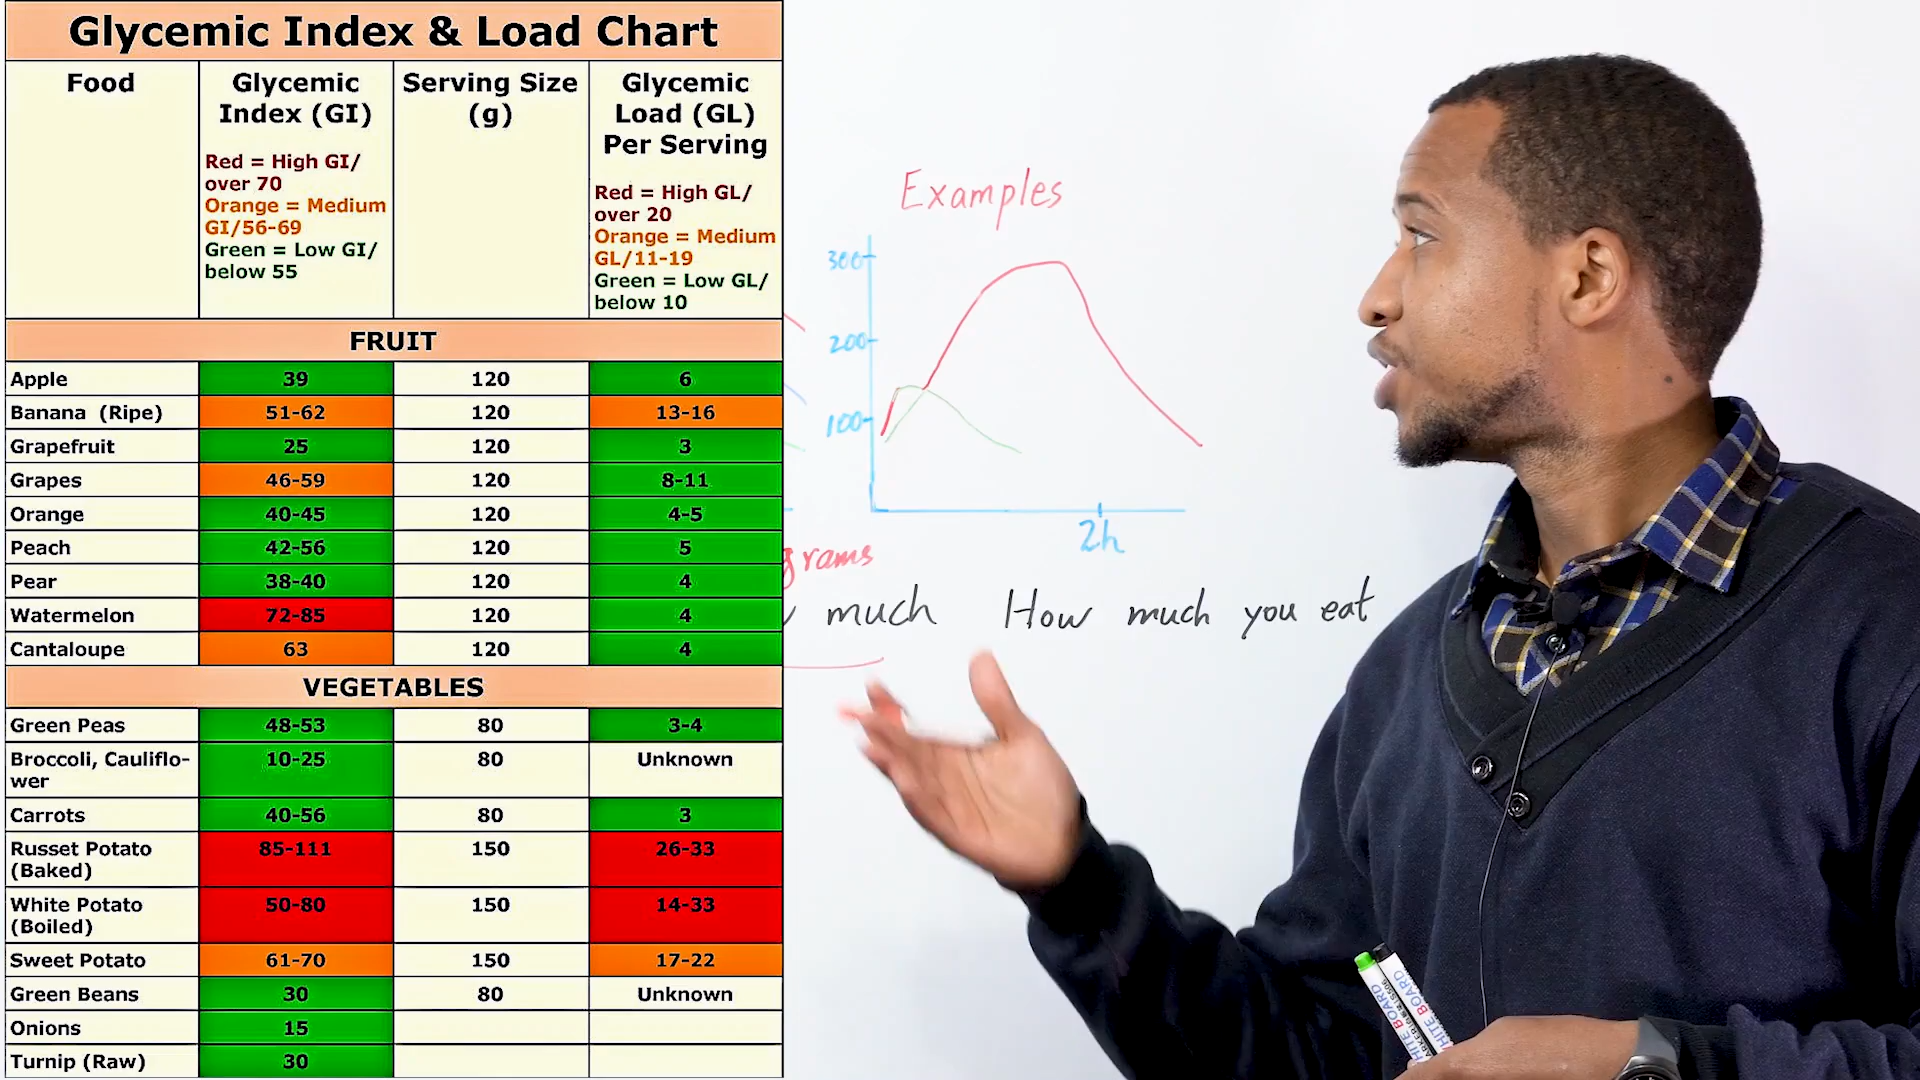 Glycemic Index & Load Chart
Food
Glycemic
Index (GI)
Red = High GI/
over 70
Orange = Medium
GI/56-69
Green = Low GI/
below 55
Serving Size
(g)
Glycemic
Load (GL)
Per Serving
Red = High GL/
over 20
Orange = Medium
GL/11-19
Green = Low GL/
below 10
FRUIT
Apple 39 120 6
Banana (Ripe) 51-62 120 13-16
Grapefruit 25 120 3
Grapes 46-59 120 8-11
Orange 40-45 120 4-5
Peach 42-56 120 5
Pear 38-40 120 4
Watermelon 72-85 120 4
Cantaloupe 63 120 4
VEGETABLES
Green Peas 48-53 80 3-4
Broccoli, Cauliflo- 10-25 80 Unknown
wer
Carrots 40-56 80 3
Russet Potato 85-111 150 26-33
(Baked)
White Potato 50-80 150 14-33
(Boiled)
Sweet Potato 61-70 150 17-22
Green Beans 30 80 Unknown
Onions 15
Turnip (Raw) 30
Examples
300
200
100
2h
grams
much How much you eat